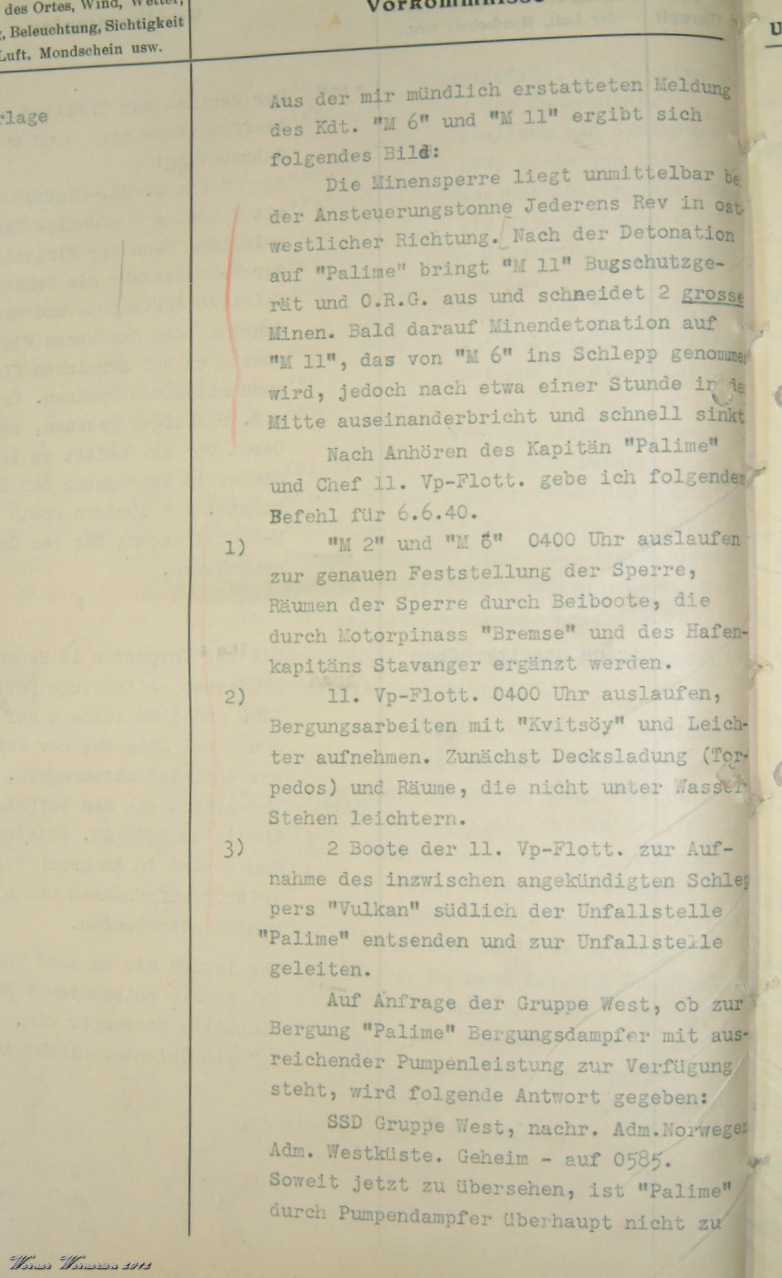 des Ortes, Wind, Wetter,
Beleuchtung, Sichtigkeit
Luft, Mondschein usw.
Vorkommnisse
U
rlage
Aus der mir mündlich erstatteten Meldung
des Kdt. "M 6" und "M 11" ergibt sich
folgendes Bild:
Die Minensperre liegt unmittelbar be
der Ansteuerungstonne Jederens Rev in ost
westlicher Richtung. Nach der Detonation
auf "Palime" bringt "M 11" Bugschutzge-
rät und O.R.G. aus und schneidet 2 grosse
Minen. Bald darauf Minendetonation auf
"M 11", das von "M 6" ins Schlepp genommen
wird, jedoch nach etwa einer Stunde in de
Mitte auseinanderbricht und schnell sinkt
Nach Anhören des Kapitän "Palime"
und Chef 11. Vp-Flott. gebe ich folgenden
Befehl für 6.6.40.
1) "M 2" und "M 6" 0400 Uhr auslaufen
zur genauen Feststellung der Sperre,
Räumen der Sperre durch Beiboote, die
durch Motorpinass "Bremse" und des Hafen-
kapitäns Stavanger ergänzt werden.
2) 11. Vp-Flott. 0400 Uhr auslaufen,
Bergungsarbeiten mit "Kvitsöy" und Leich-
ter aufnehmen. Zunächst Decksladung (Tor-
pedos) und Räume, die nicht unter Wasser
Stehen leichtern.
3) 2 Boote der 11. Vp-Flott. zur Auf-
nahme des inzwischen angekündigten Schlep
pers "Vulkan" südlich der Unfallstelle
"Palime" entsenden und zur Unfallstelle
geleiten.
Auf Anfrage der Gruppe West, ob zur
Bergung "Palime" Bergungsdampfer mit aus-
reichender Pumpenleistung zur Verfügung
steht, wird folgende Antwort gegeben:
SSD Gruppe West, nachr. Adm.Norwegen
Adm. Westküste. Geheim - auf 0585.
Soweit jetzt zu übersehen, ist "Palime"
durch Pumpendampfer überhaupt nicht zu
2012